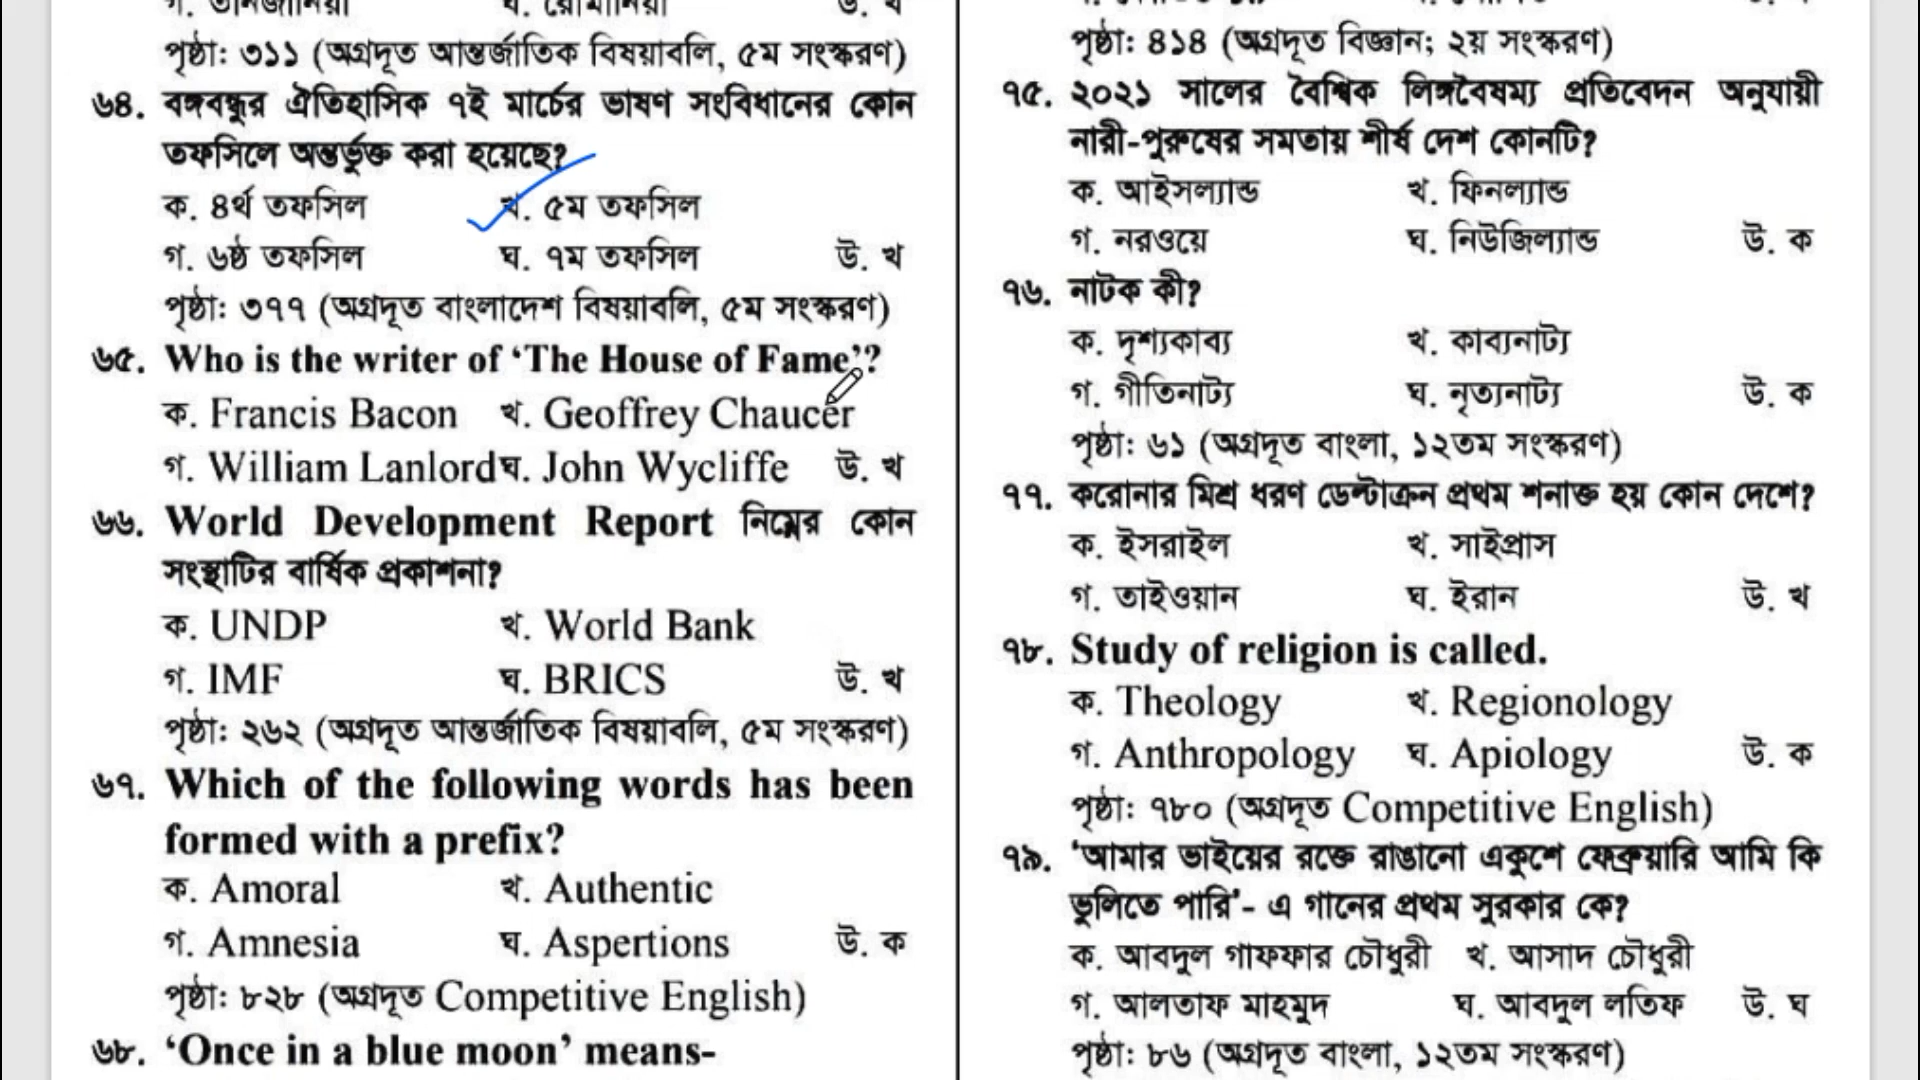 গ. তানজানিয়া ঘ. রোমানিয়া উ. খ
পৃষ্ঠা: ৩১১ (অগ্রদূত আন্তর্জাতিক বিষয়াবলি, ৫ম সংস্করণ)
৬৪. বঙ্গবন্ধুর ঐতিহাসিক ৭ই মার্চের ভাষণ সংবিধানের কোন
তফসিলে অন্তর্ভুক্ত করা হয়েছে?
ক. ৪র্থ তফসিল খ. ৫ম তফসিল
গ. ৬ষ্ঠ তফসিল ঘ. ৭ম তফসিল উ. খ
পৃষ্ঠা: ৩৭৭ (অগ্রদূত বাংলাদেশ বিষয়াবলি, ৫ম সংস্করণ)
৬৫. Who is the writer of ‘The House of Fame’?
ক. Francis Bacon খ. Geoffrey Chaucer
গ. William Lanlord ঘ. John Wycliffe উ. খ
৬৬. World Development Report নিম্নের কোন
সংস্থাটির বার্ষিক প্রকাশনা?
ক. UNDP খ. World Bank
গ. IMF ঘ. BRICS উ. খ
পৃষ্ঠা: ২৬২ (অগ্রদূত আন্তর্জাতিক বিষয়াবলি, ৫ম সংস্করণ)
৬৭. Which of the following words has been
formed with a prefix?
ক. Amoral খ. Authentic
গ. Amnesia ঘ. Aspertions উ. ক
পৃষ্ঠা: ৮২৮ (অগ্রদূত Competitive English)
৬৮. ‘Once in a blue moon’ means-
পৃষ্ঠা: ৪১৪ (অগ্রদূত বিজ্ঞান; ২য় সংস্করণ)
৭৫. ২০২১ সালের বৈশ্বিক লিঙ্গবৈষম্য প্রতিবেদন অনুযায়ী
নারী-পুরুষের সমতায় শীর্ষ দেশ কোনটি?
ক. আইসল্যান্ড খ. ফিনল্যান্ড
গ. নরওয়ে ঘ. নিউজিল্যান্ড উ. ক
৭৬. নাটক কী?
ক. দৃশ্যকাব্য খ. কাব্যনাট্য
গ. গীতিনাট্য ঘ. নৃত্যনাট্য উ. ক
পৃষ্ঠা: ৬১ (অগ্রদূত বাংলা, ১২তম সংস্করণ)
৭৭. করোনার মিশ্র ধরণ ডেল্টাক্রন প্রথম শনাক্ত হয় কোন দেশে?
ক. ইসরাইল খ. সাইপ্রাস
গ. তাইওয়ান ঘ. ইরান উ. খ
৭৮. Study of religion is called.
ক. Theology খ. Regionology
গ. Anthropology ঘ. Apiology উ. ক
পৃষ্ঠা: ৭৮০ (অগ্রদূত Competitive English)
৭৯. ‘আমার ভাইয়ের রক্তে রাঙানো একুশে ফেব্রুয়ারি আমি কি
ভুলিতে পারি’- এ গানের প্রথম সুরকার কে?
ক. আবদুল গাফফার চৌধুরী খ. আসাদ চৌধুরী
গ. আলতাফ মাহমুদ ঘ. আবদুল লতিফ উ. ঘ
পৃষ্ঠা: ৮৬ (অগ্রদূত বাংলা, ১২তম সংস্করণ)